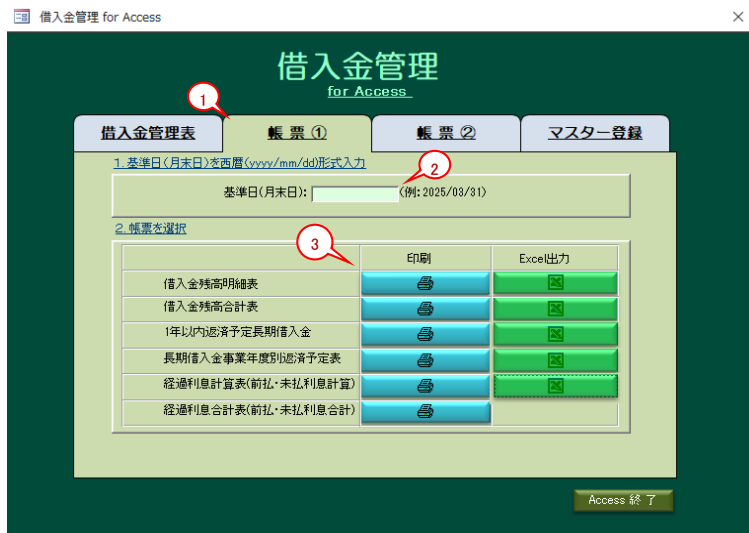 借入金管理 for Access
借入金管理
for Access
1
借入金管理表 帳 票 ① 帳 票 ② マスター登録
1.基準日(月末日)を西暦(yyyy/mm/dd)形式入力
2
基準日(月末日): (例:2025/03/31)
2.帳票を選択
3
印刷 Excel出力
借入金残高明細表
借入金残高合計表
1年以内返済予定長期借入金
長期借入金事業年度別返済予定表
経過利息計算表(前払・未払利息計算)
経過利息合計表(前払・未払利息合計)
Access 終 了